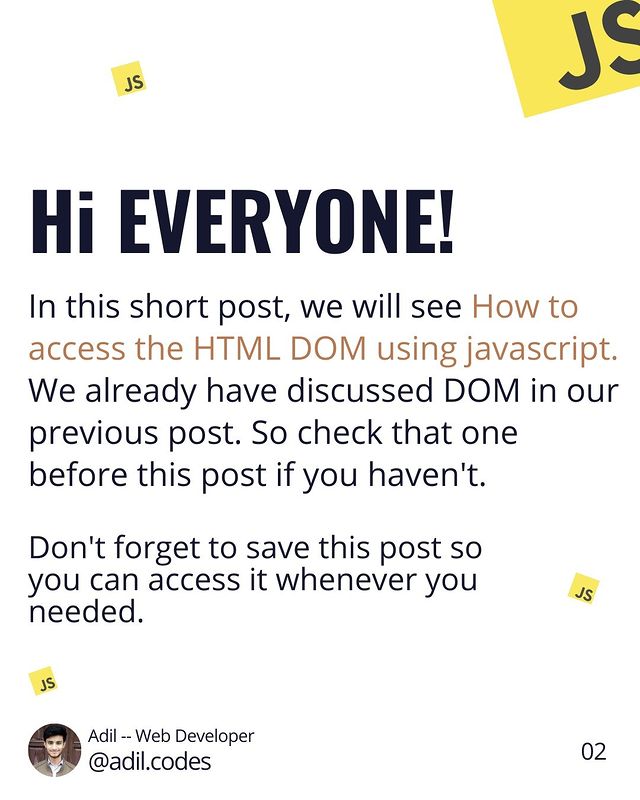 JS
JS
Hi EVERYONE!
In this short post, we will see How to
access the HTML DOM using javascript.
We already have discussed DOM in our
previous post. So check that one
before this post if you haven't.
Don't forget to save this post so
you can access it whenever you
needed.
JS
JS
Adil -- Web Developer
@adil.codes
02